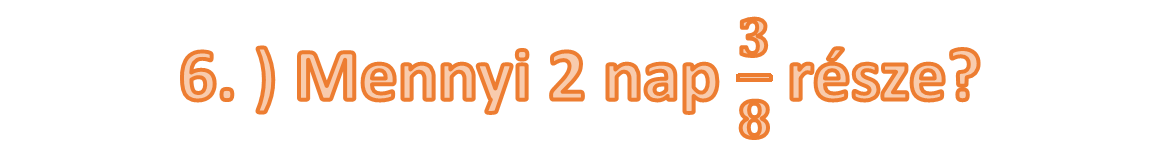 6. ) Mennyi 2 nap 3/8 része?